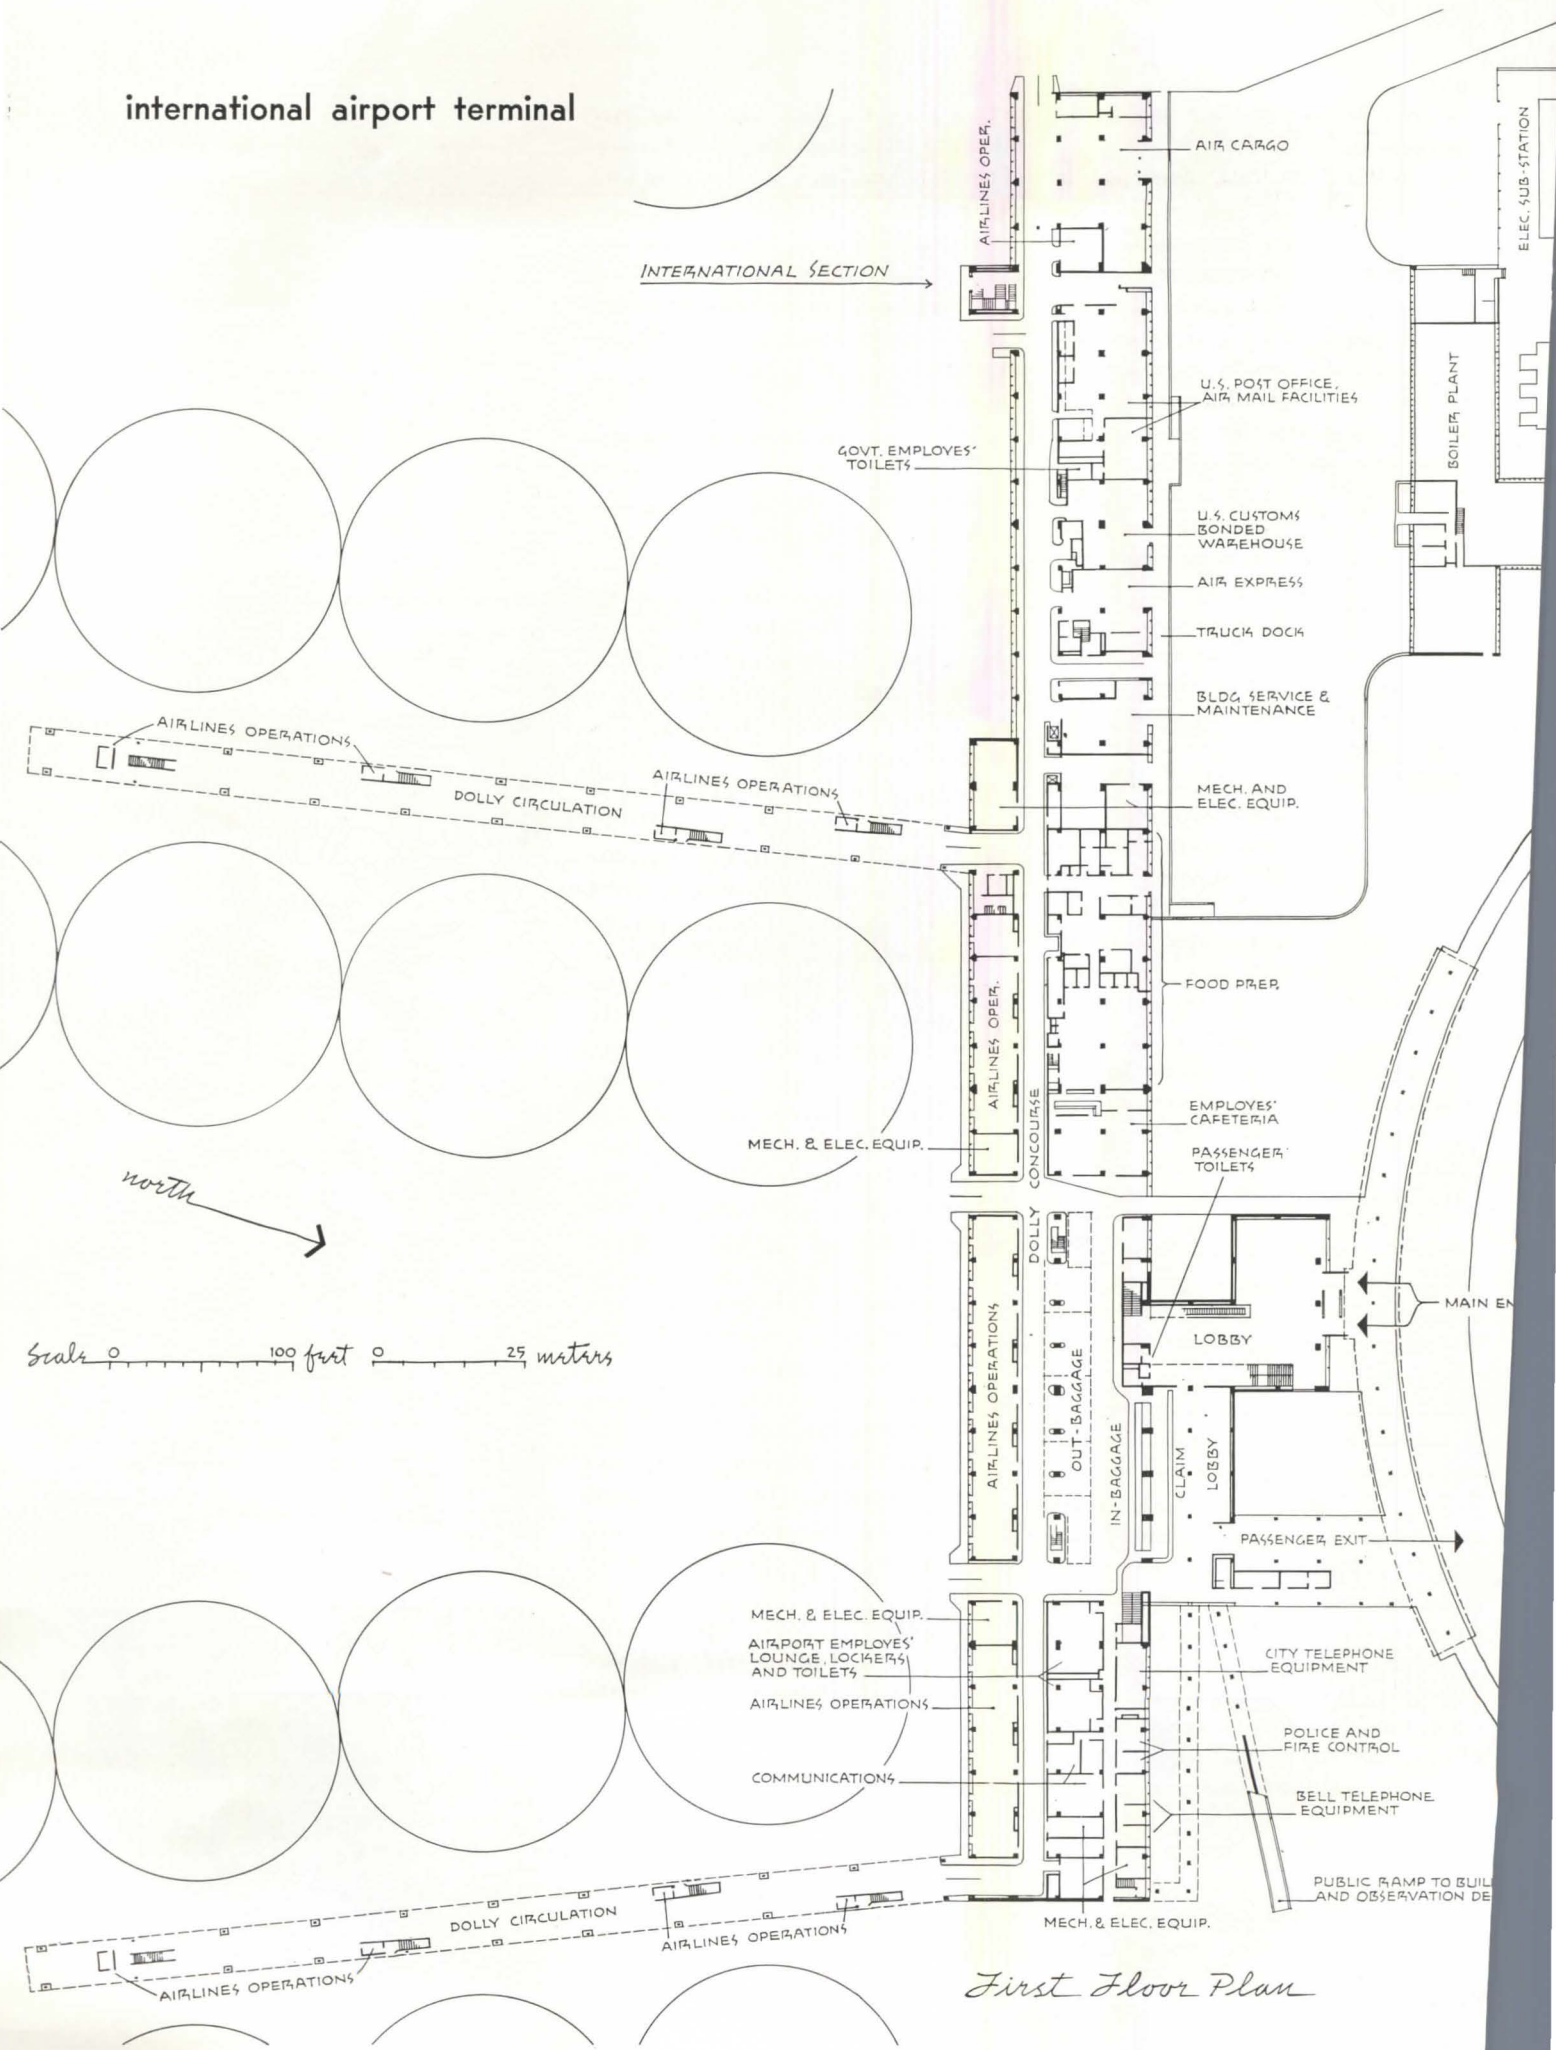 international airport terminal
AIRLINES OPER.
AIR CARGO
ELEC. SUB-STATION
INTERNATIONAL SECTION
U.S. POST OFFICE,
AIR MAIL FACILITIES
BOILER PLANT
GOVT. EMPLOYES'
TOILETS
U.S. CUSTOMS
BONDED
WAREHOUSE
AIR EXPRESS
TRUCK DOCK
BLDG SERVICE &
MAINTENANCE
AIRLINES OPERATIONS
AIRLINES OPERATIONS
DOLLY CIRCULATION
MECH. AND
ELEC. EQUIP.
FOOD PREP.
AIRLINES OPER.
EMPLOYES'
CAFETERIA
MECH. & ELEC. EQUIP.
DOLLY CONCOURSE
PASSENGER
TOILETS
north
MAIN EN
LOBBY
Scale 0 100 feet 0 25 meters
AIRLINES OPERATIONS
OUT-BAGGAGE
IN-BAGGAGE
CLAIM
LOBBY
PASSENGER EXIT
MECH. & ELEC. EQUIP.
AIRPORT EMPLOYES'
LOUNGE, LOCKERS
AND TOILETS
CITY TELEPHONE
EQUIPMENT
AIRLINES OPERATIONS
POLICE AND
FIRE CONTROL
COMMUNICATIONS
BELL TELEPHONE
EQUIPMENT
PUBLIC RAMP TO BUIL
AND OBSERVATION DE
DOLLY CIRCULATION
AIRLINES OPERATIONS
AIRLINES OPERATIONS
MECH. & ELEC. EQUIP.
First Floor Plan